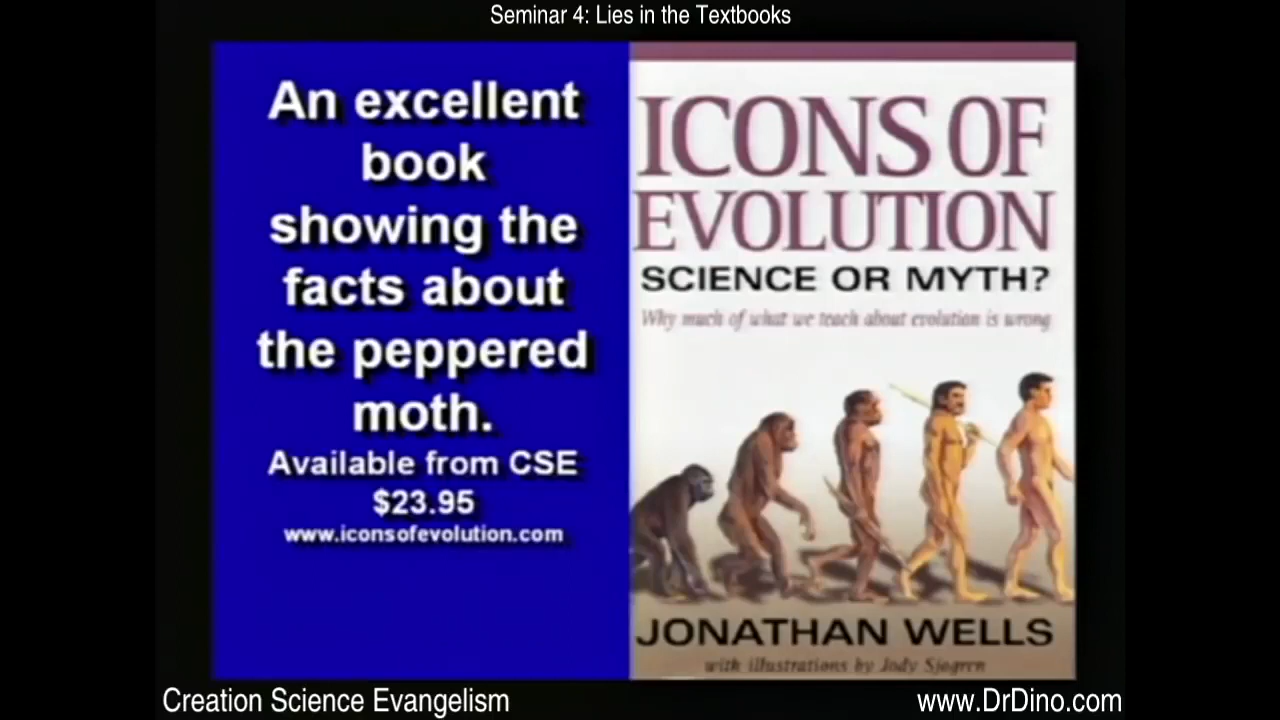 Seminar 4: Lies in the Textbooks
An excellent
book
showing the
facts about
the peppered
moth.
Available from CSE
$23.95
www.iconsofevolution.com
ICONS OF
EVOLUTION
SCIENCE OR MYTH?
Why much of what we teach about evolution is wrong
JONATHAN WELLS
with illustrations by Jody Sjogren
Creation Science Evangelism
www.DrDino.com